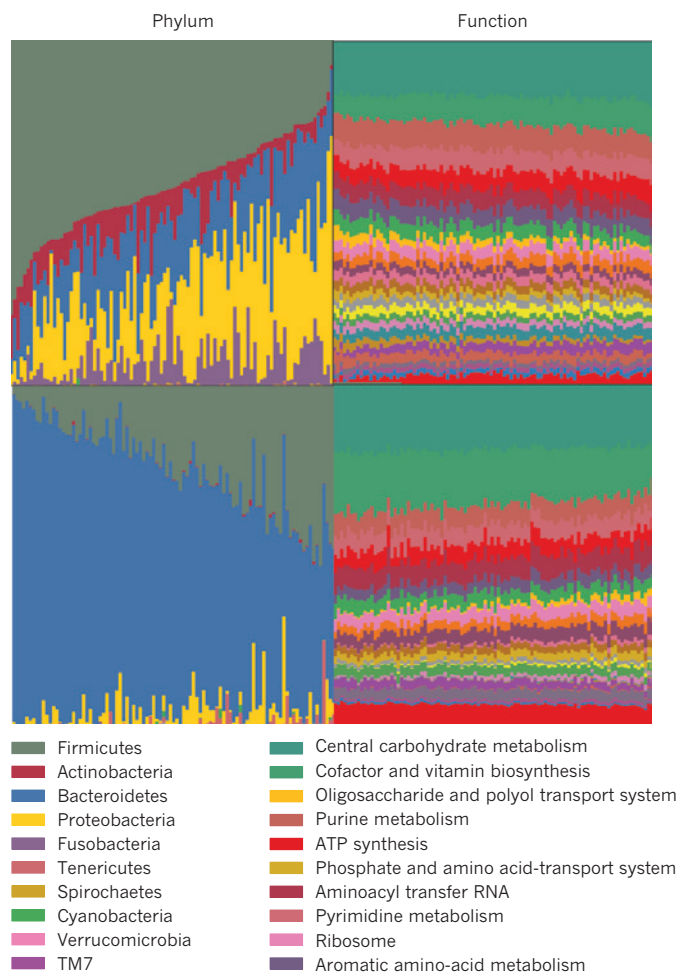 Phylum
Function
Firmicutes
Actinobacteria
Bacteroidetes
Proteobacteria
Fusobacteria
Tenericutes
Spirochaetes
Cyanobacteria
Verrucomicrobia
TM7
Central carbohydrate metabolism
Cofactor and vitamin biosynthesis
Oligosaccharide and polyol transport system
Purine metabolism
ATP synthesis
Phosphate and amino acid-transport system
Aminoacyl transfer RNA
Pyrimidine metabolism
Ribosome
Aromatic amino-acid metabolism